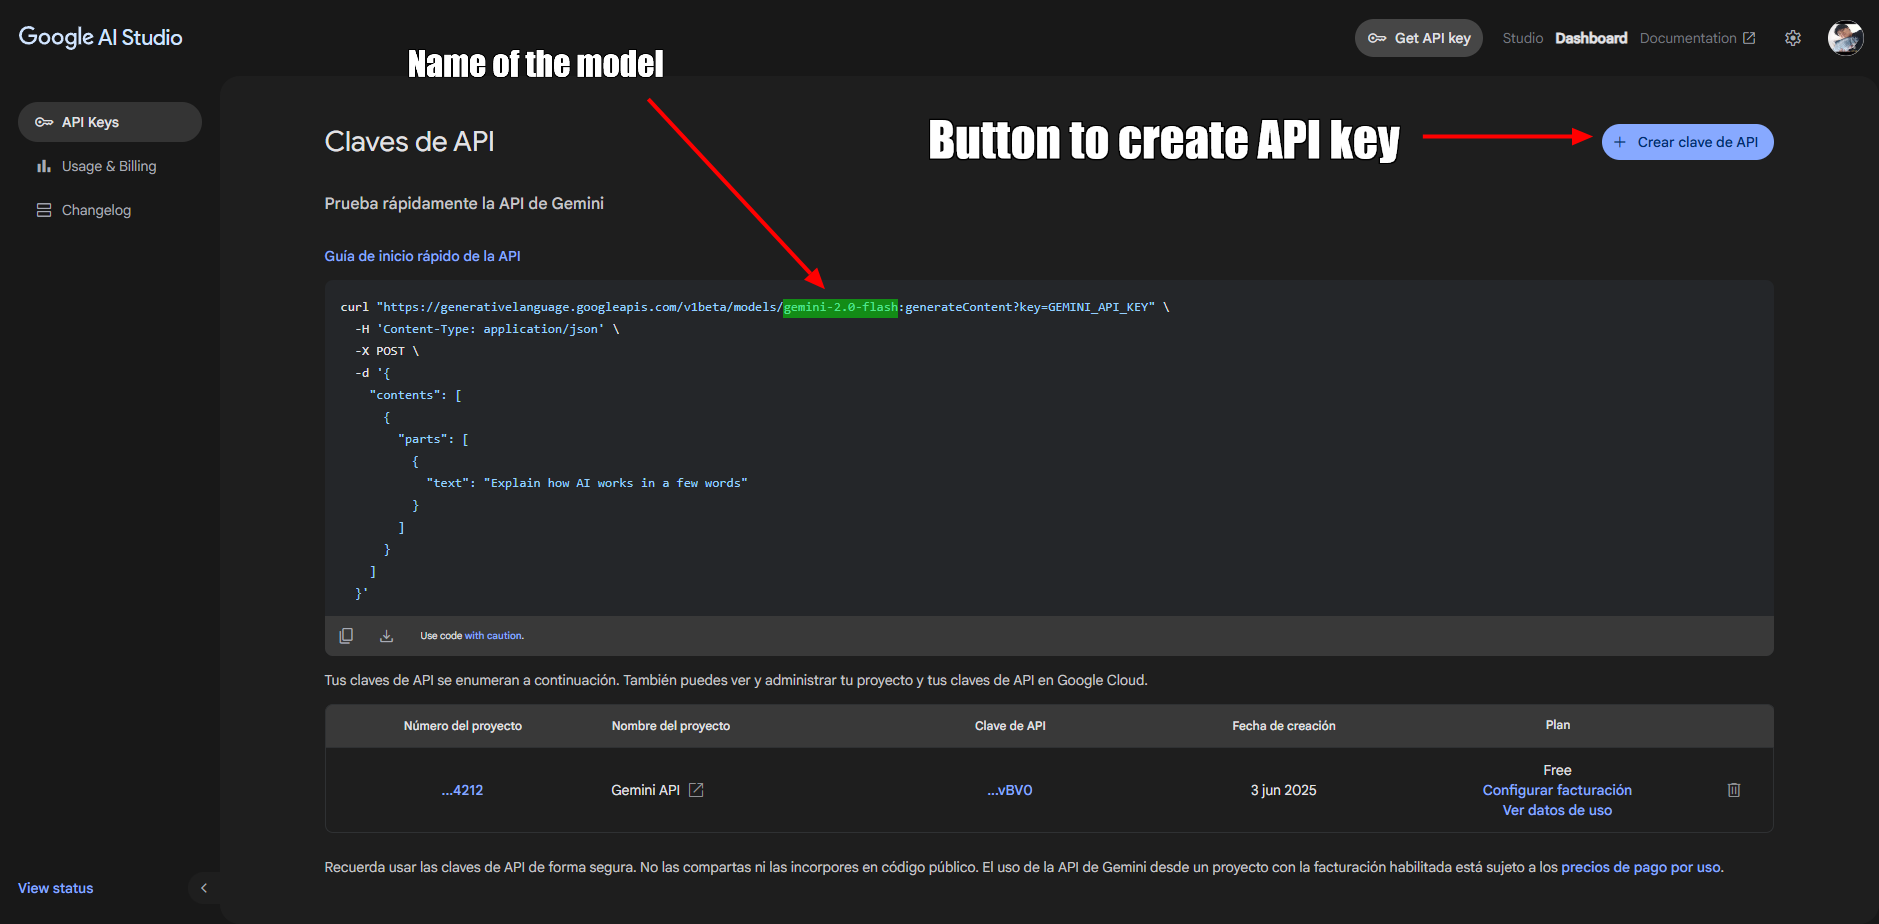 Google AI Studio
Get API key
Studio
Dashboard
Documentation
Name of the model
API Keys
Usage & Billing
Changelog
Claves de API
Button to create API key
Crear clave de API
Prueba rápidamente la API de Gemini
Guía de inicio rápido de la API
curl "https://generativelanguage.googleapis.com/v1beta/models/gemini-2.0-flash:generateContent?key=GEMINI_API_KEY" \
-H 'Content-Type: application/json' \
-X POST \
-d '{
"contents": [
{
"parts": [
{
"text": "Explain how AI works in a few words"
}
]
}
]
}'
Use code with caution.
Tus claves de API se enumeran a continuación. También puedes ver y administrar tu proyecto y tus claves de API en Google Cloud.
Número del proyecto Nombre del proyecto Clave de API Fecha de creación Plan
...4212 Gemini API ...vBV0 3 jun 2025 Free
Configurar facturación
Ver datos de uso
Recuerda usar las claves de API de forma segura. No las compartas ni las incorpores en código público. El uso de la API de Gemini desde un proyecto con la facturación habilitada está sujeto a los precios de pago por uso.
View status